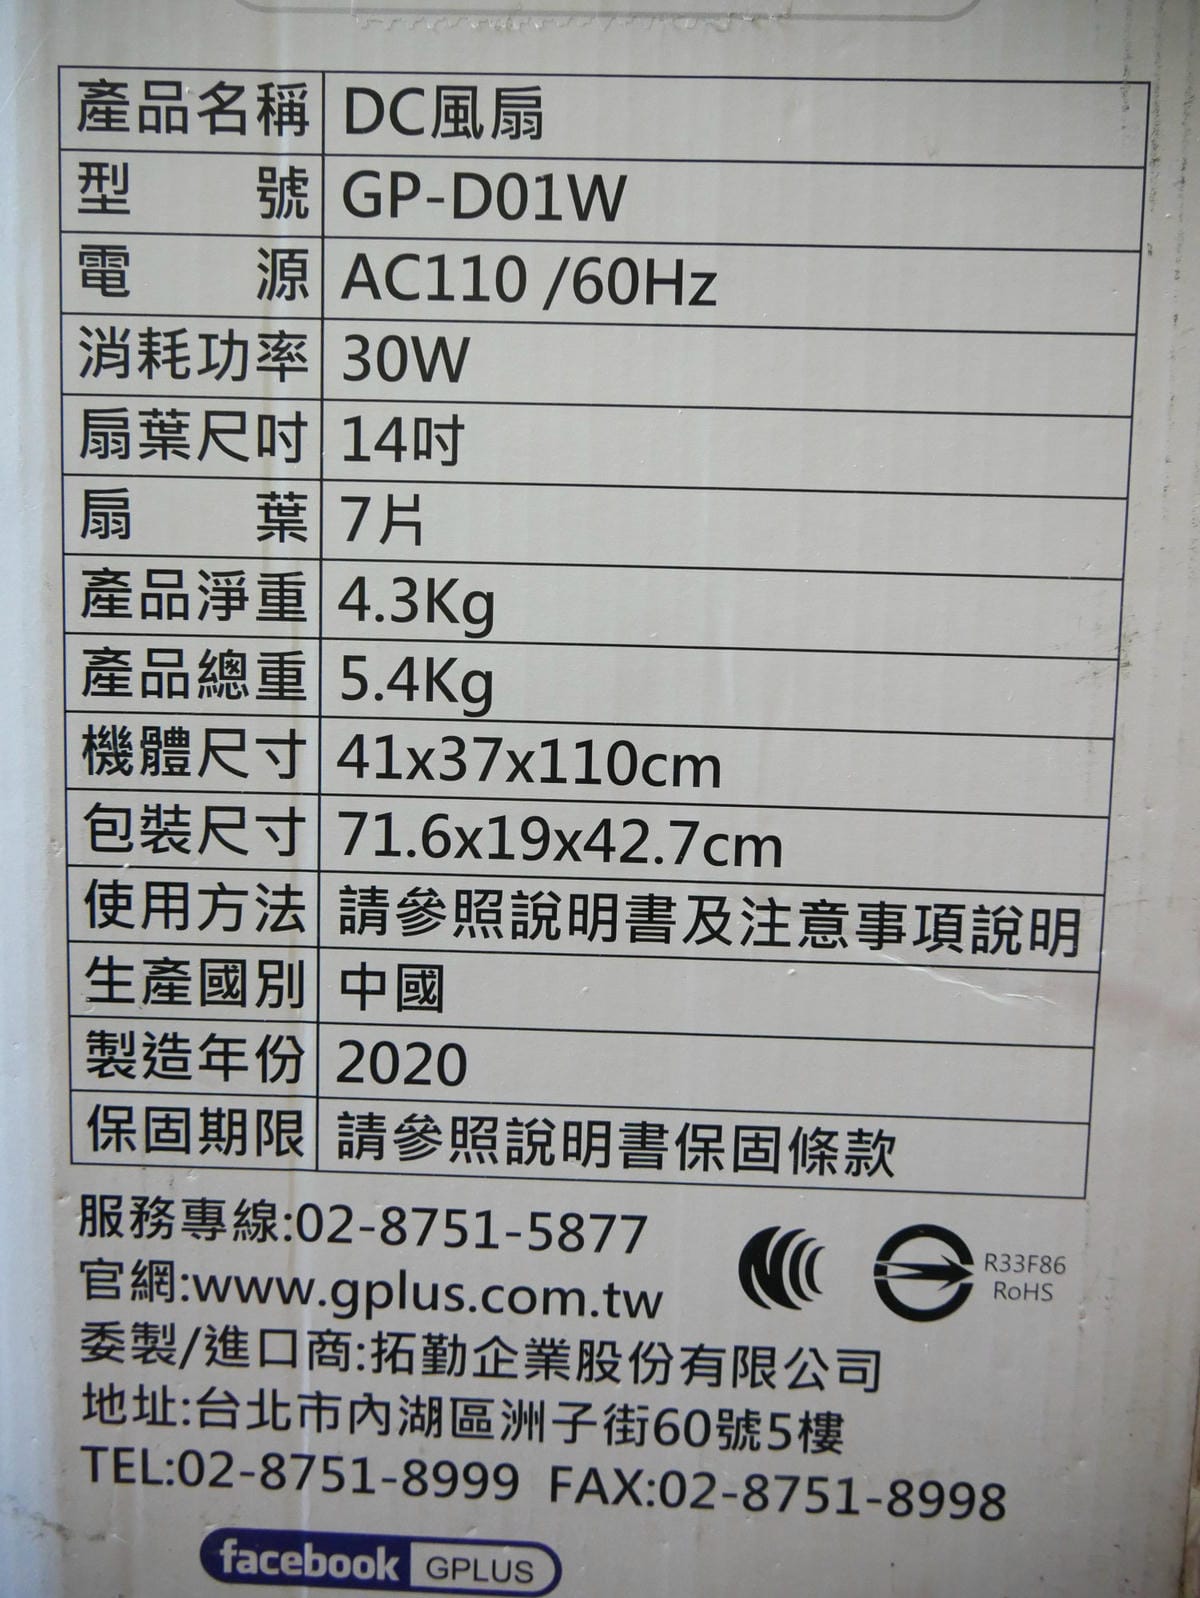 產品名稱 DC風扇
型號 GP-D01W
電源 AC110 /60Hz
消耗功率 30W
扇葉尺吋 14吋
扇葉 7片
產品淨重 4.3Kg
產品總重 5.4Kg
機體尺寸 41x37x110cm
包裝尺寸 71.6x19x42.7cm
使用方法 請參照說明書及注意事項說明
生產國別 中國
製造年份 2020
保固期限 請參照說明書保固條款
服務專線:02-8751-5877
官網:www.gplus.com.tw
R33F86
RoHS
委製/進口商:拓勤企業股份有限公司
地址:台北市內湖區洲子街60號5樓
TEL:02-8751-8999 FAX:02-8751-8998
facebook GPLUS